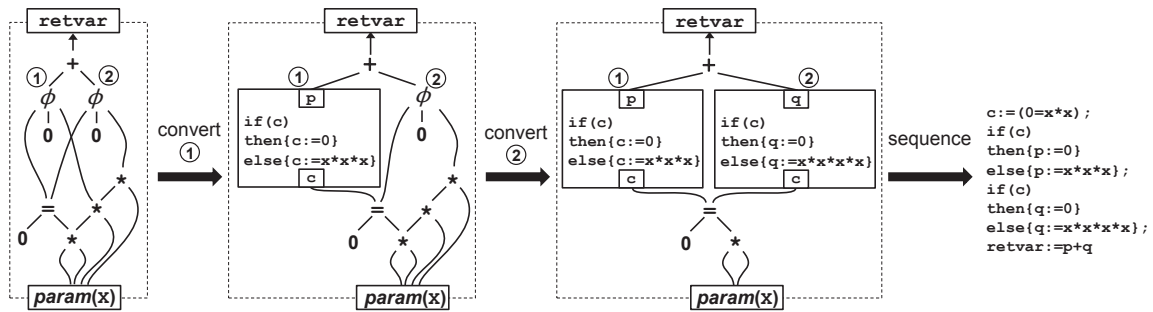 retvar
+
① ②
ϕ ϕ
0 0
*
= *
0 *
param(x)
convert
①
retvar
+
① ②
p
ϕ
if(c)
then{c:=0}
else{c:=x*x*x}
c
0
*
= *
0 *
param(x)
convert
②
retvar
+
① ②
p q
if(c)
then{c:=0}
else{c:=x*x*x}
c
if(c)
then{q:=0}
else{q:=x*x*x*x}
c
=
0 *
param(x)
sequence
c:=(0=x*x);
if(c)
then{p:=0}
else{p:=x*x*x};
if(c)
then{q:=0}
else{q:=x*x*x*x};
retvar:=p+q